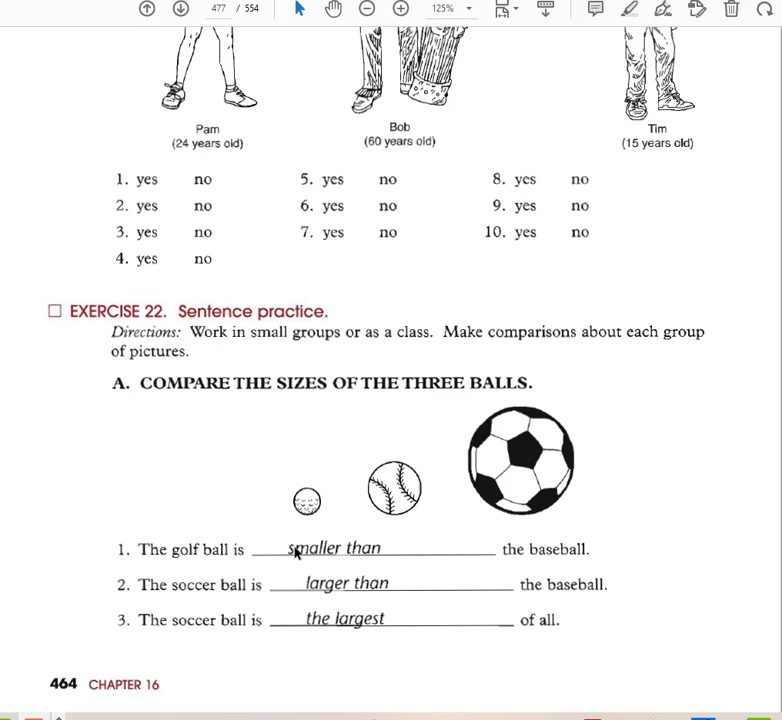 477 / 554 125%
Pam Bob Tim
(24 years old) (60 years old) (15 years old)
1. yes no 5. yes no 8. yes no
2. yes no 6. yes no 9. yes no
3. yes no 7. yes no 10. yes no
4. yes no
EXERCISE 22. Sentence practice.
Directions: Work in small groups or as a class. Make comparisons about each group
of pictures.
A. COMPARE THE SIZES OF THE THREE BALLS.
1. The golf ball is smaller than the baseball.
2. The soccer ball is larger than the baseball.
3. The soccer ball is the largest of all.
464 CHAPTER 16